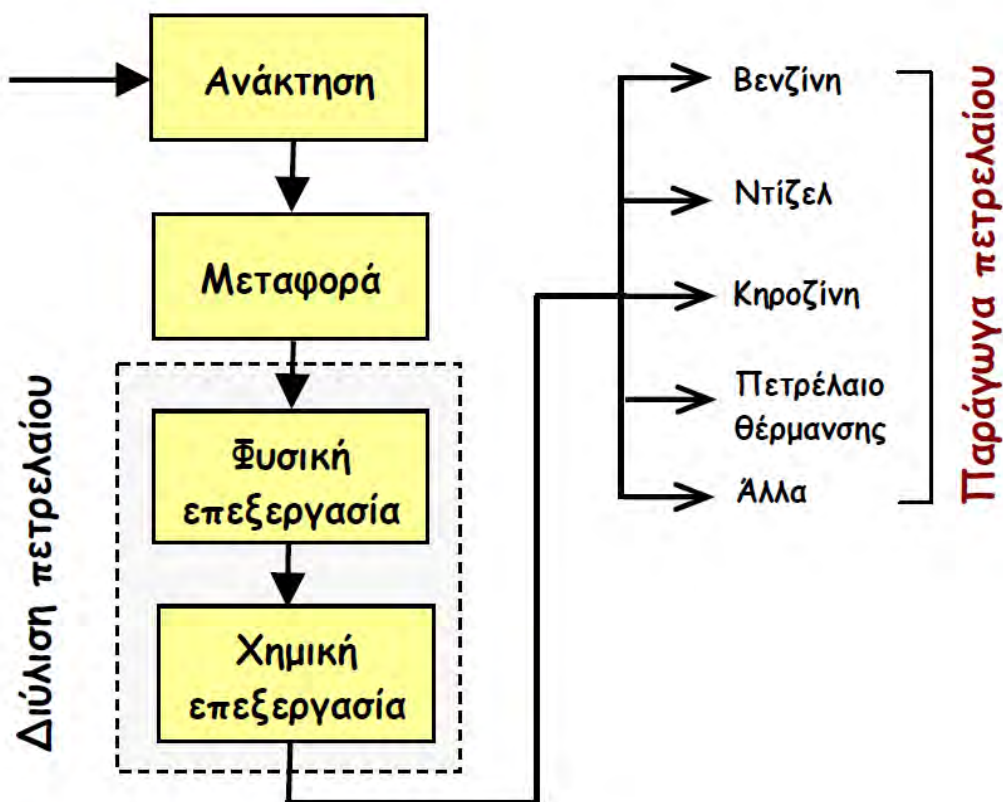 Ανάκτηση
Μεταφορά
Διύλιση πετρελαίου
Φυσική
επεξεργασία
Χημική
επεξεργασία
Βενζίνη
Ντίζελ
Κηροζίνη
Πετρέλαιο
θέρμανσης
Άλλα
Παράγωγα πετρελαίου